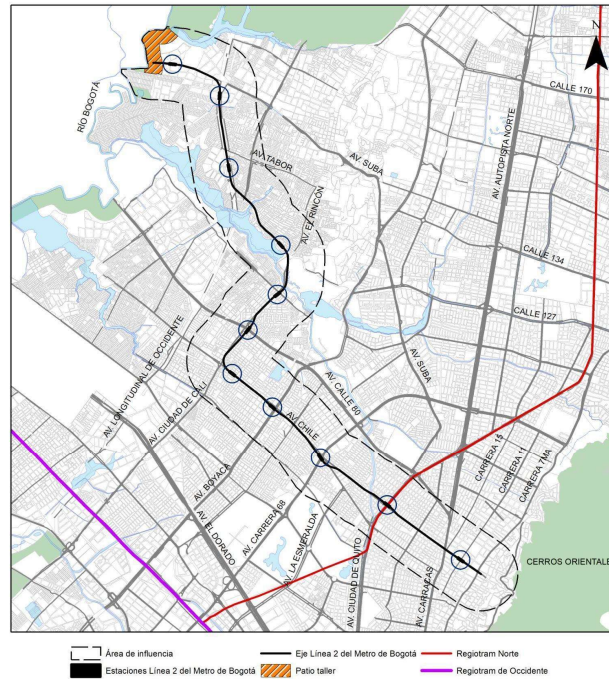 N
CALLE 170
RÍO BOGOTÁ
AV. TABOR
AV. SUBA
AV. AUTOPISTA NORTE
AV. EL RINCÓN
CALLE 134
CALLE 127
AV. LONGITUDINAL DE OCCIDENTE
AV. CIUDAD DE CALI
AV. SUBA
AV. CALLE 80
AV. CHILE
CARRERA 15
CARRERA 11
CARRERA 7MA
AV. BOYACA
AV. CARRERA 68
AV. EL DORADO
AV. LA ESMERALDA
AV. CIUDAD DE QUITO
AV. CARACAS
CERROS ORIENTALE
Área de influencia
Eje Línea 2 del Metro de Bogotá
Regiotram Norte
Estaciones Línea 2 del Metro de Bogotá
Patio taller
Regiotram de Occidente